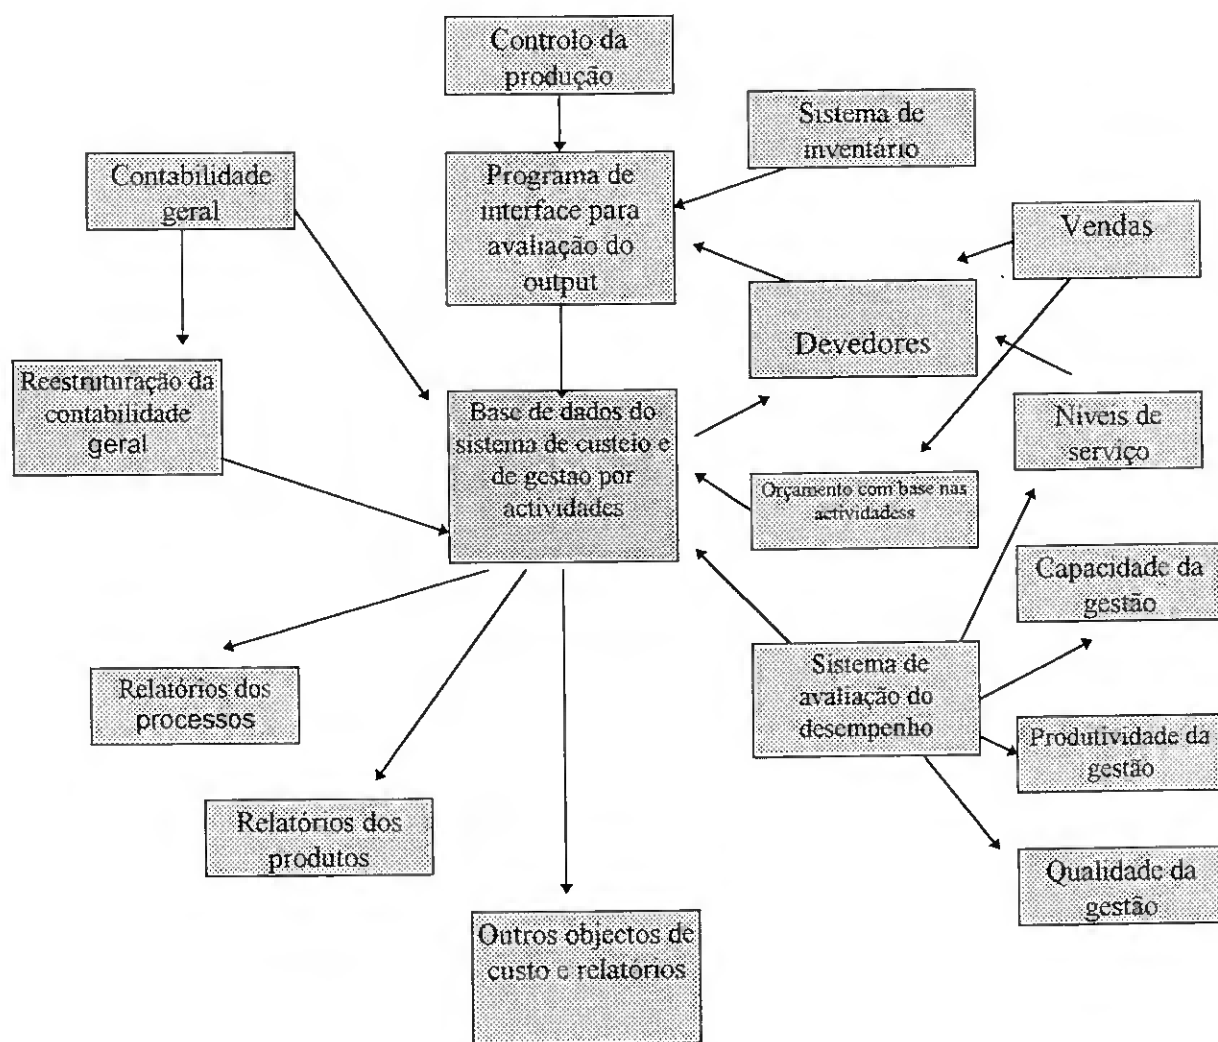 Controlo da
produção
Sistema de
inventário
Contabilidade
geral
Programa de
interface para
avaliação do
output
Vendas
Devedores
Reestruturação da
contabilidade
geral
Base de dados do
sistema de custeio e
de gestão por
actividades
Níveis de
serviço
Orçamento com base nas
actividadess
Capacidade da
gestão
Sistema de
avaliação do
desempenho
Relatórios dos
processos
Produtividade da
gestão
Relatórios dos
produtos
Qualidade da
gestão
Outros objectos de
custo e relatórios